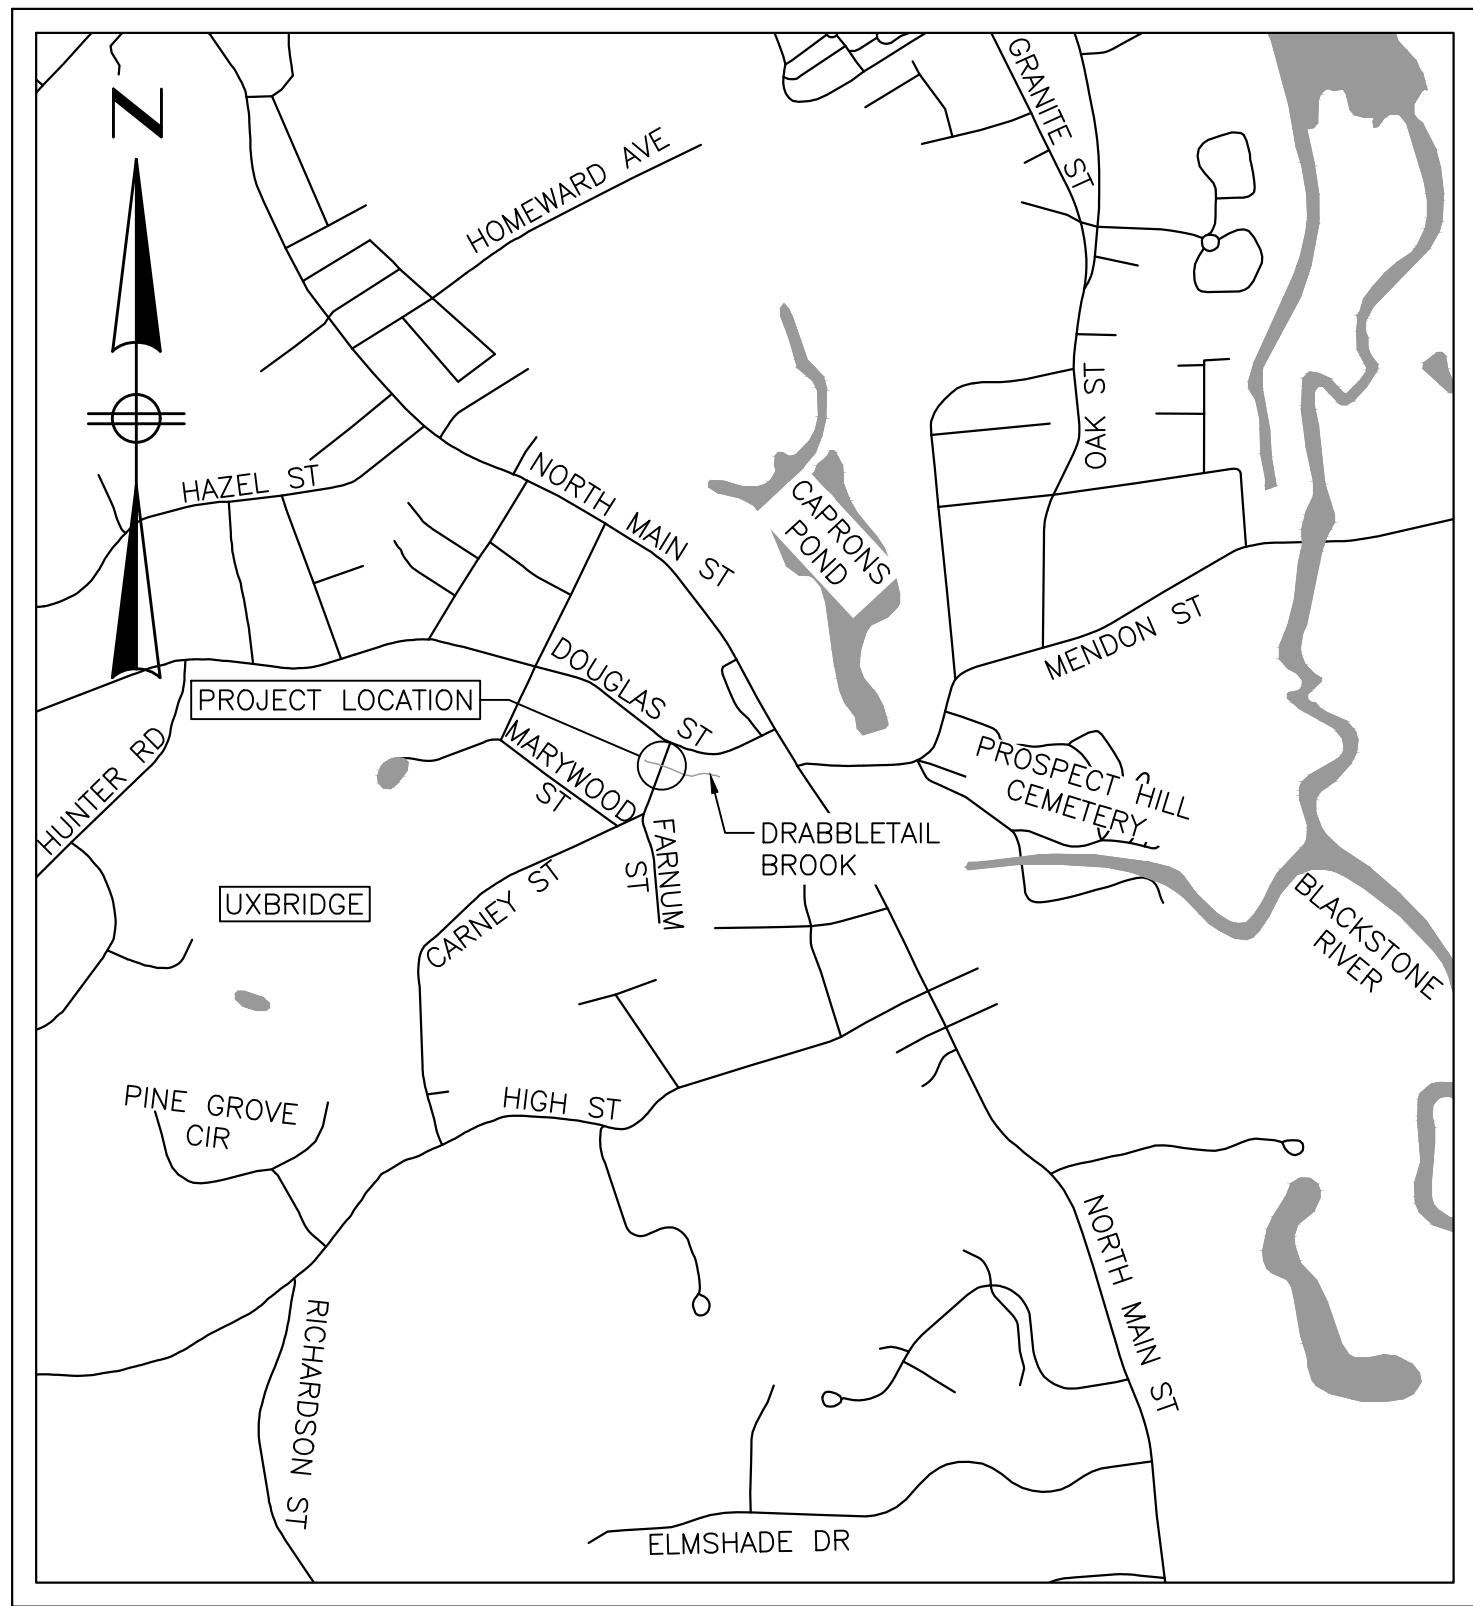 GRANITE ST
N
HOMEWARD AVE
OAK ST
HAZEL ST
NORTH MAIN ST
CAPRONS
POND
MENDON ST
DOUGLAS ST
PROJECT LOCATION
HUNTER RD
MARYWOOD
ST
PROSPECT HILL
CEMETERY
FARNUM
ST
DRABBLETAIL
BROOK
CARNEY ST
UXBRIDGE
BLACKSTONE
RIVER
PINE GROVE
CIR
HIGH ST
NORTH MAIN ST
RICHARDSON ST
ELMSHADE DR